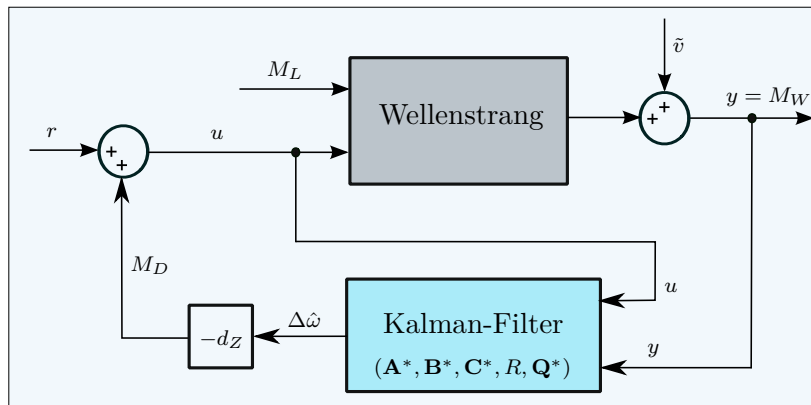 ṽ
M_L
y = M_W
Wellenstrang
r
u
+
+
+
+
M_D
u
Δω̂
Kalman-Filter
−d_Z
(A*, B*, C*, R, Q*)
y